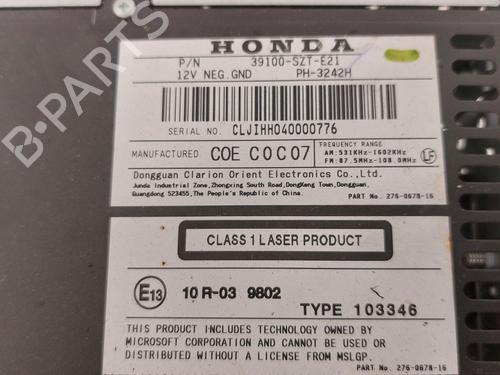 HONDA
P/N 39100-SZT-E21
12V NEG.GND PH-3242H
SERIAL NO. CLJIHH040000776
MANUFACTURED COE C0C07
FREQUENCY RANGE
AM:531KHz-1602KHz
FM:87.5MHz-108.0MHz
LF
Dongguan Clarion Orient Electronics Co.,Ltd.
Junda Industrial Zone,Zhongxing South Road,DongKeng Town,Dongguan,
Guangdong 523455,The People's Republic of China.
PART No. 276-0678-16
CLASS 1 LASER PRODUCT
E13 10 R-03 9802
TYPE 103346
THIS PRODUCT INCLUDES TECHNOLOGY OWNED BY
MICROSOFT CORPORATION AND CANNOT BE USED OR
DISTRIBUTED WITHOUT A LICENSE FROM MSLGP.
PART No. 276-0678-16
B-PARTS